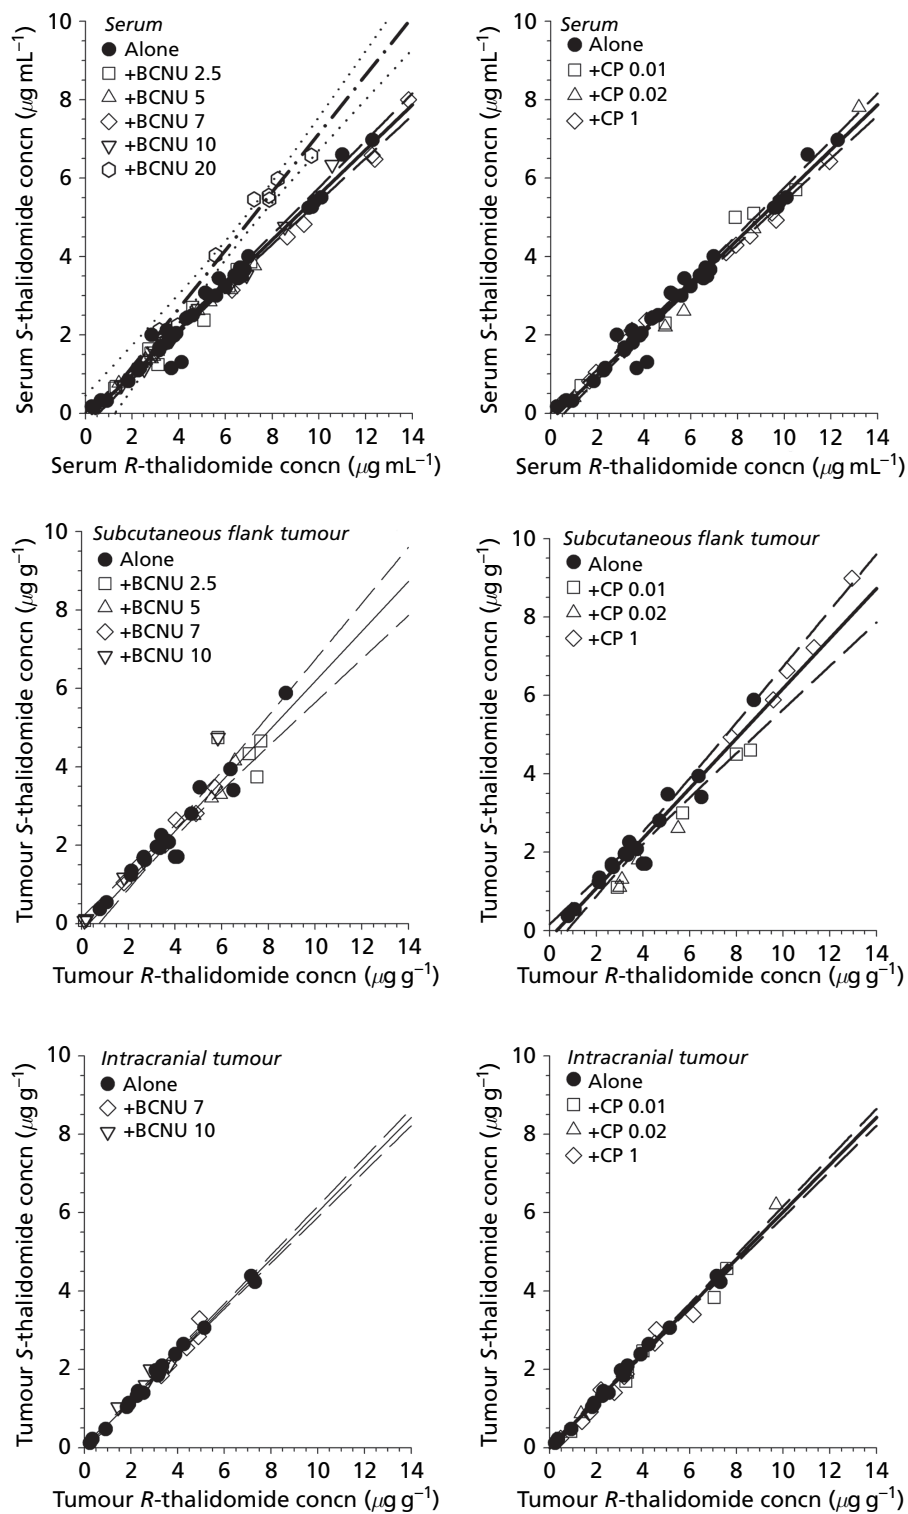 Serum
Alone
+BCNU 2.5
+BCNU 5
+BCNU 7
+BCNU 10
+BCNU 20
10
8
6
4
2
0
Serum S-thalidomide concn (μg mL⁻¹)
0 2 4 6 8 10 12 14
Serum R-thalidomide concn (μg mL⁻¹)
Serum
Alone
+CP 0.01
+CP 0.02
+CP 1
10
8
6
4
2
0
Serum S-thalidomide concn (μg mL⁻¹)
0 2 4 6 8 10 12 14
Serum R-thalidomide concn (μg mL⁻¹)
Subcutaneous flank tumour
Alone
+BCNU 2.5
+BCNU 5
+BCNU 7
+BCNU 10
10
8
6
4
2
0
Tumour S-thalidomide concn (μg g⁻¹)
0 2 4 6 8 10 12 14
Tumour R-thalidomide concn (μg g⁻¹)
Subcutaneous flank tumour
Alone
+CP 0.01
+CP 0.02
+CP 1
10
8
6
4
2
0
Tumour S-thalidomide concn (μg g⁻¹)
0 2 4 6 8 10 12 14
Tumour R-thalidomide concn (μg g⁻¹)
Intracranial tumour
Alone
+BCNU 7
+BCNU 10
10
8
6
4
2
0
Tumour S-thalidomide concn (μg g⁻¹)
0 2 4 6 8 10 12 14
Tumour R-thalidomide concn (μg g⁻¹)
Intracranial tumour
Alone
+CP 0.01
+CP 0.02
+CP 1
10
8
6
4
2
0
Tumour S-thalidomide concn (μg g⁻¹)
0 2 4 6 8 10 12 14
Tumour R-thalidomide concn (μg g⁻¹)